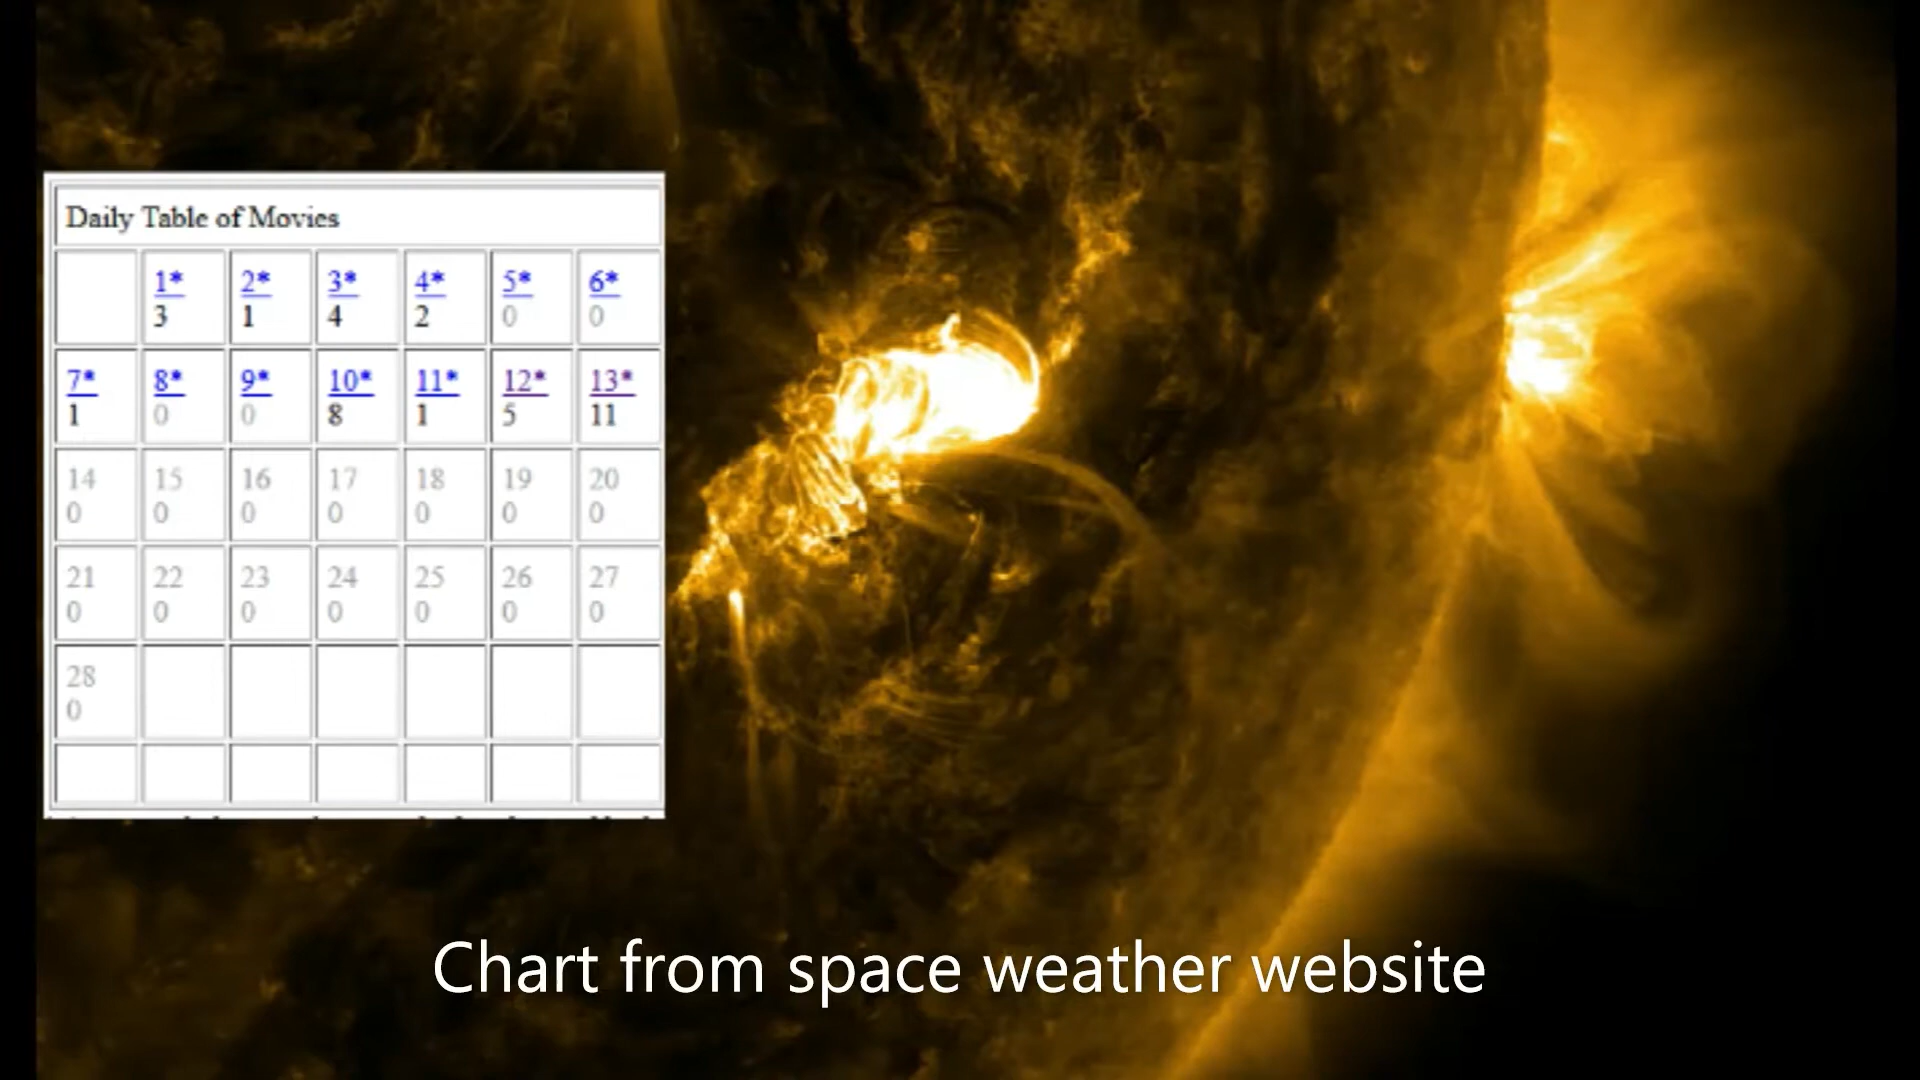 Daily Table of Movies
1* 2* 3* 4* 5* 6*
3 1 4 2 0 0
7* 8* 9* 10* 11* 12* 13*
1 0 0 8 1 5 11
14 15 16 17 18 19 20
0 0 0 0 0 0 0
21 22 23 24 25 26 27
0 0 0 0 0 0 0
28
0
Chart from space weather website